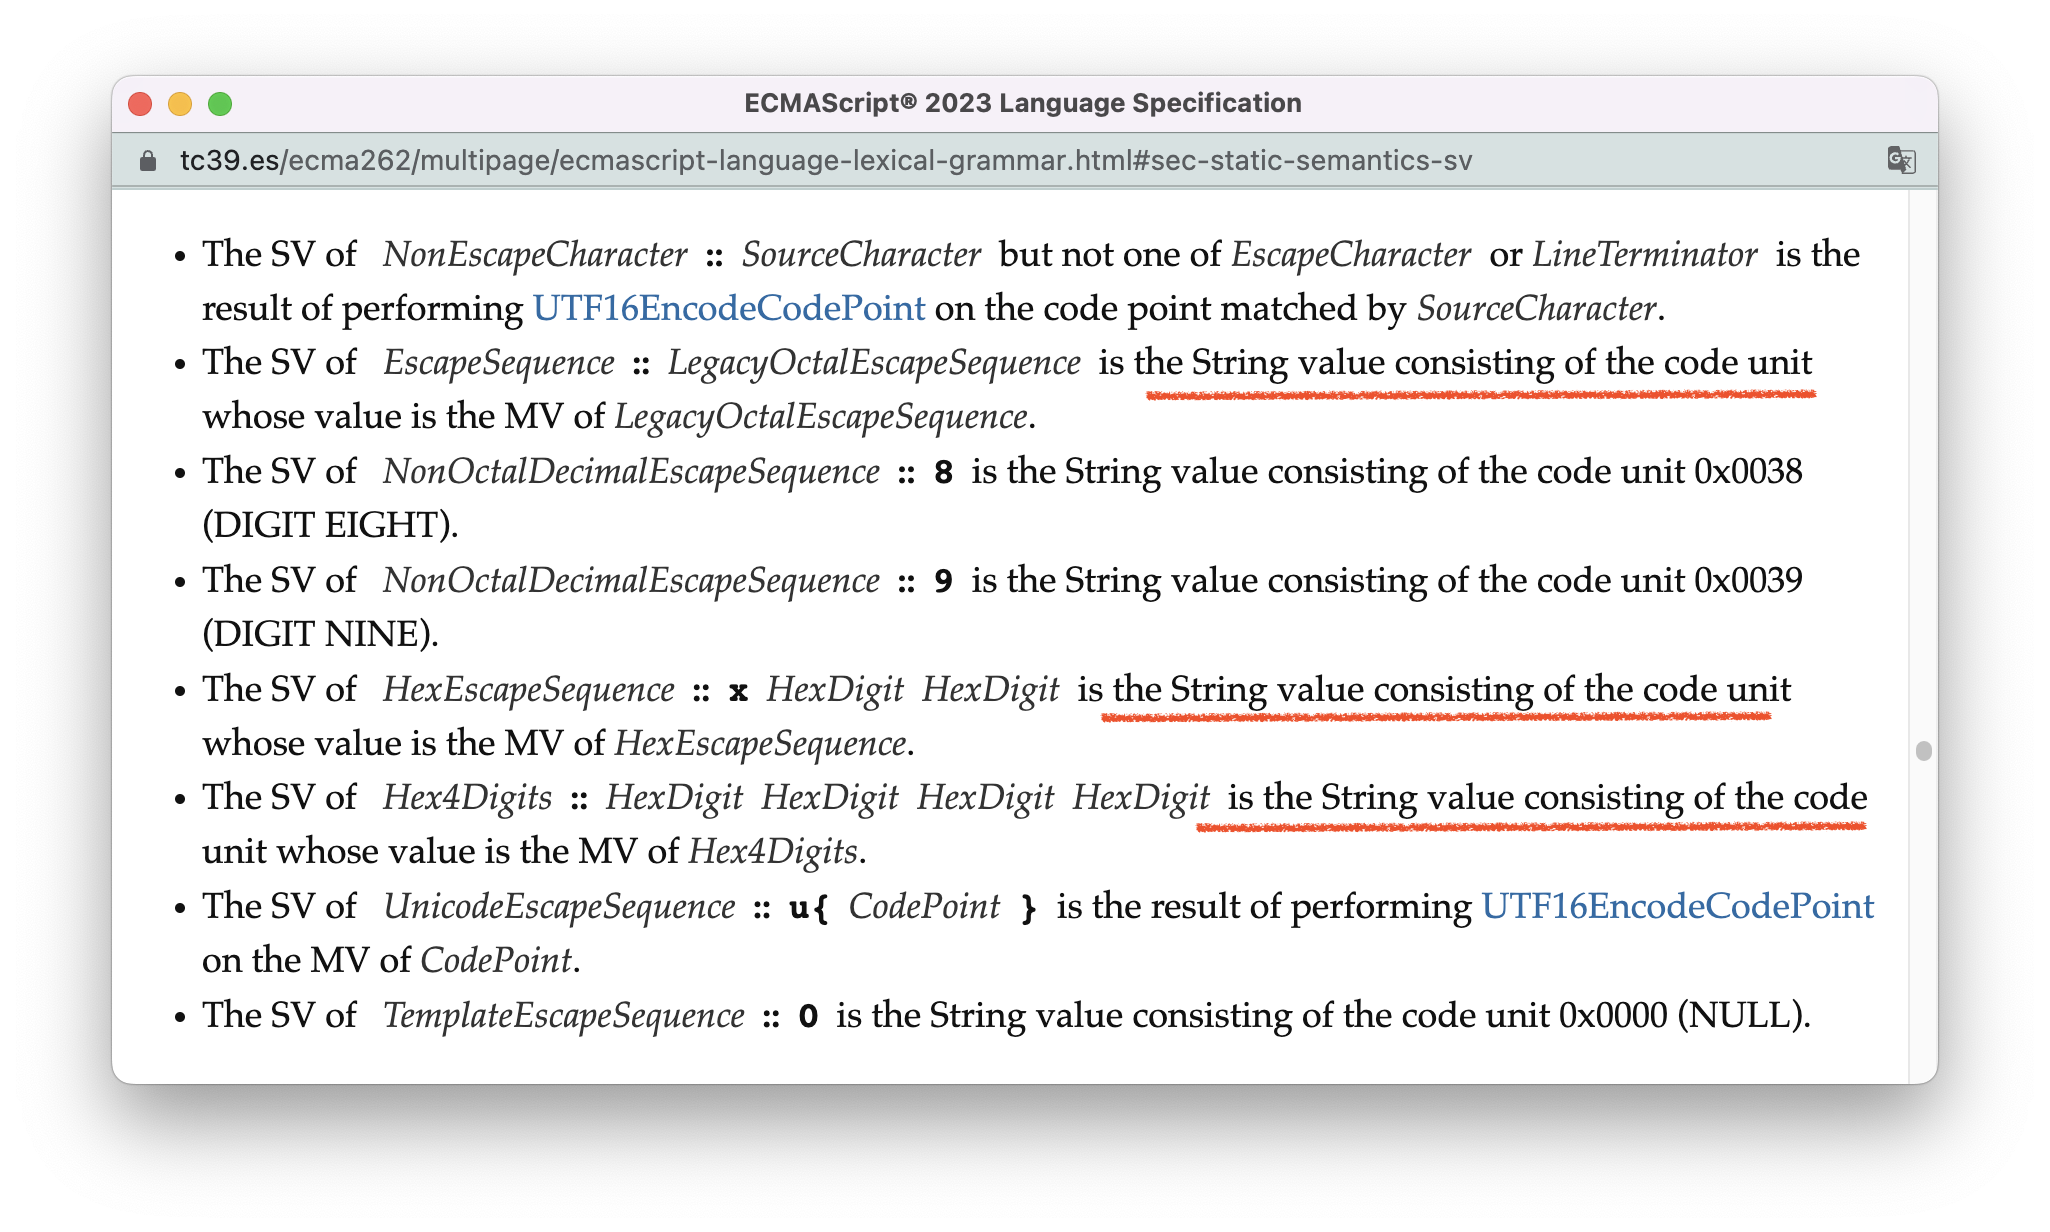 ECMAScript® 2023 Language Specification
tc39.es/ecma262/multipage/ecmascript-language-lexical-grammar.html#sec-static-semantics-sv
• The SV of NonEscapeCharacter :: SourceCharacter but not one of EscapeCharacter or LineTerminator is the
result of performing UTF16EncodeCodePoint on the code point matched by SourceCharacter.
• The SV of EscapeSequence :: LegacyOctalEscapeSequence is the String value consisting of the code unit
whose value is the MV of LegacyOctalEscapeSequence.
• The SV of NonOctalDecimalEscapeSequence :: 8 is the String value consisting of the code unit 0x0038
(DIGIT EIGHT).
• The SV of NonOctalDecimalEscapeSequence :: 9 is the String value consisting of the code unit 0x0039
(DIGIT NINE).
• The SV of HexEscapeSequence :: x HexDigit HexDigit is the String value consisting of the code unit
whose value is the MV of HexEscapeSequence.
• The SV of Hex4Digits :: HexDigit HexDigit HexDigit HexDigit is the String value consisting of the code
unit whose value is the MV of Hex4Digits.
• The SV of UnicodeEscapeSequence :: u{ CodePoint } is the result of performing UTF16EncodeCodePoint
on the MV of CodePoint.
• The SV of TemplateEscapeSequence :: 0 is the String value consisting of the code unit 0x0000 (NULL).